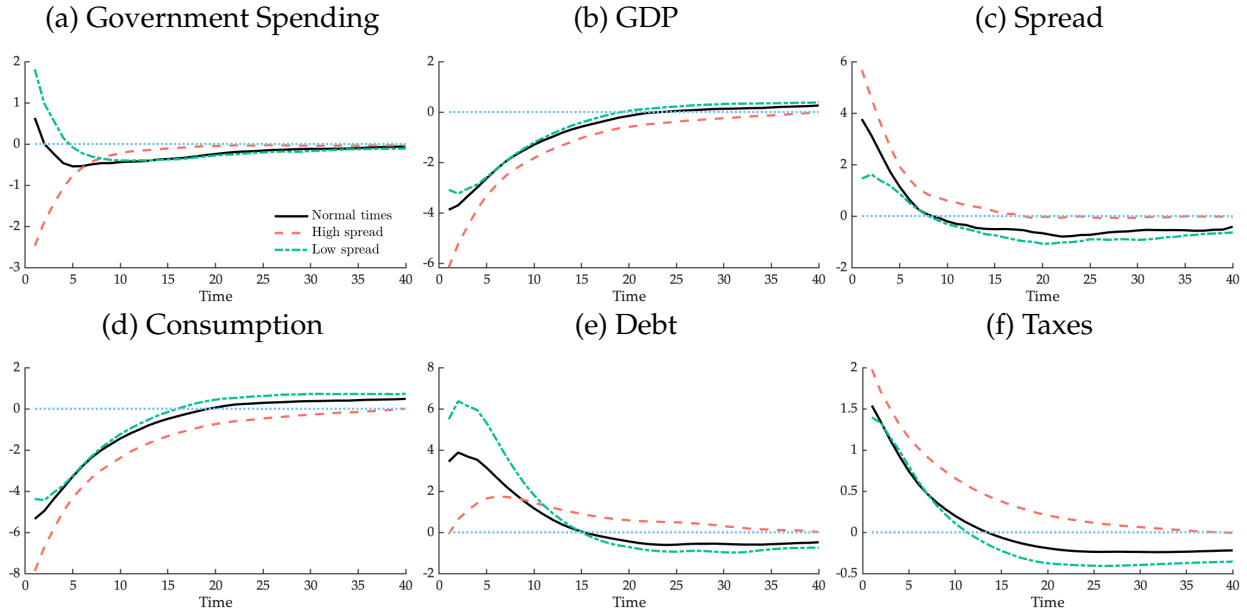 (a) Government Spending
(b) GDP
(c) Spread
2
1
0
-1
-2
-3
0 5 10 15 20 25 30 35 40
Time
Normal times
High spread
Low spread
2
0
-2
-4
-6
0 5 10 15 20 25 30 35 40
Time
6
4
2
0
-2
0 5 10 15 20 25 30 35 40
Time
(d) Consumption
(e) Debt
(f) Taxes
2
0
-2
-4
-6
-8
0 5 10 15 20 25 30 35 40
Time
8
6
4
2
0
-2
0 5 10 15 20 25 30 35 40
Time
2
1.5
1
0.5
0
-0.5
0 5 10 15 20 25 30 35 40
Time